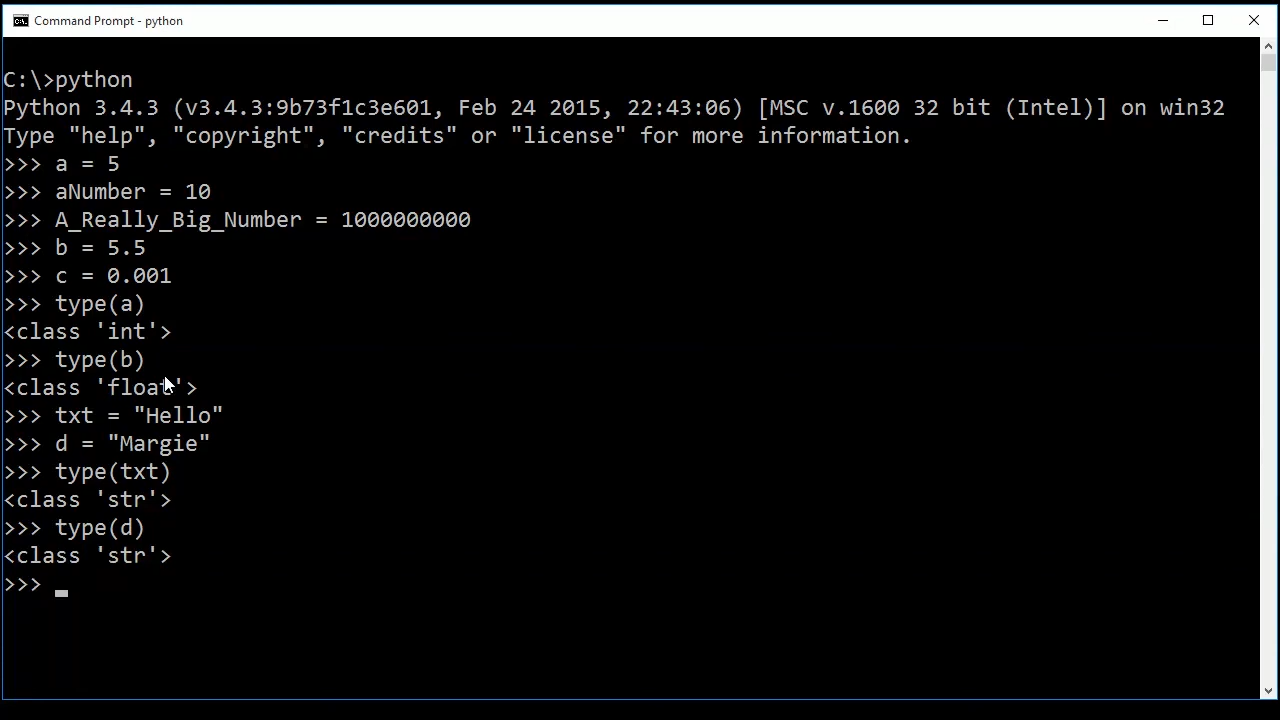 Command Prompt - python
C:\>python
Python 3.4.3 (v3.4.3:9b73f1c3e601, Feb 24 2015, 22:43:06) [MSC v.1600 32 bit (Intel)] on win32
Type "help", "copyright", "credits" or "license" for more information.
>>> a = 5
>>> aNumber = 10
>>> A_Really_Big_Number = 1000000000
>>> b = 5.5
>>> c = 0.001
>>> type(a)
<class 'int'>
>>> type(b)
<class 'float'>
>>> txt = "Hello"
>>> d = "Margie"
>>> type(txt)
<class 'str'>
>>> type(d)
<class 'str'>
>>>